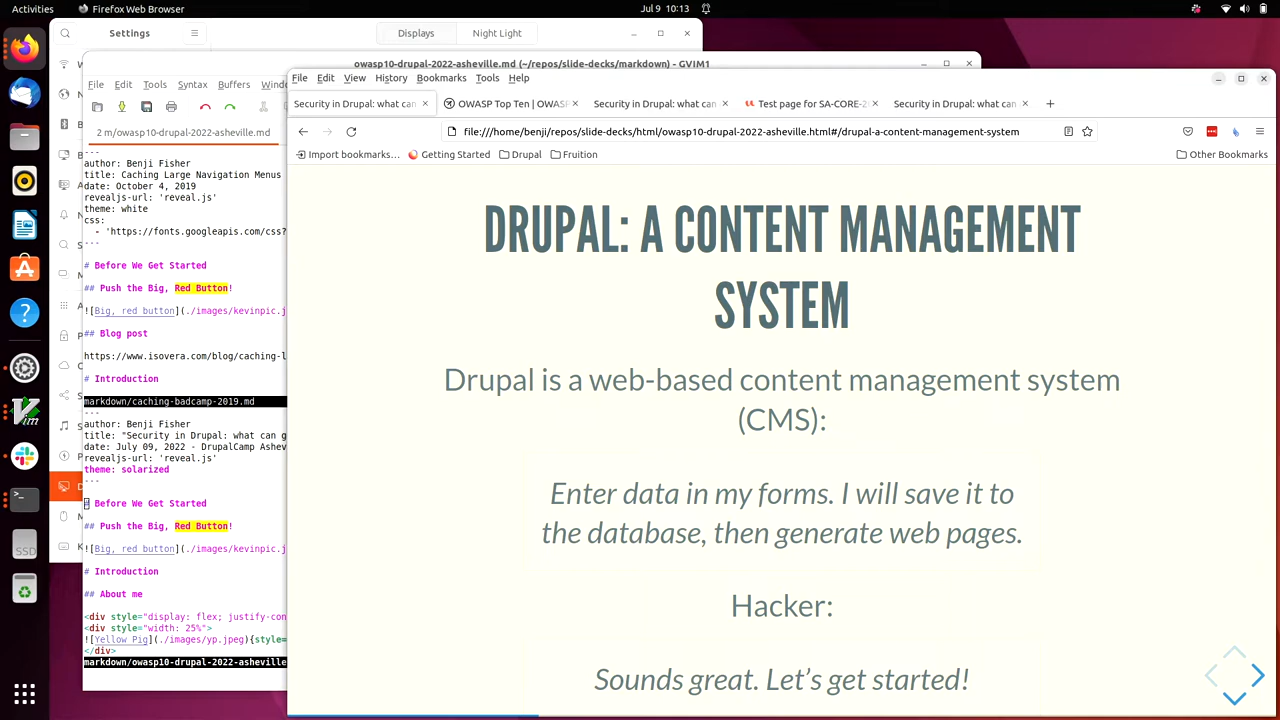 Activities
Firefox Web Browser
Jul 9 10:13
Settings
Displays
Night Light
owasp10-drupal-2022-asheville.md (~/repos/slide-decks/markdown) - GVIM1
File Edit Tools Syntax Buffers
2 m/owasp10-drupal-2022-asheville.md
---
author: Benji Fisher
title: Caching Large Navigation Menus
date: October 4, 2019
revealjs-url: 'reveal.js'
theme: white
css:
- 'https://fonts.googleapis.com/css?
---
# Before We Get Started
## Push the Big, Red Button!
![Big, red button](./images/kevinpic.j
## Blog post
https://www.isovera.com/blog/caching-l
# Introduction
markdown/caching-badcamp-2019.md
---
author: Benji Fisher
title: "Security in Drupal: what can g
date: July 09, 2022 - DrupalCamp Ashev
revealjs-url: 'reveal.js'
theme: solarized
---
# Before We Get Started
## Push the Big, Red Button!
![Big, red button](./images/kevinpic.j
# Introduction
## About me
<div style="display: flex; justify-con
<div style="width: 25%">
![Yellow Pig](./images/yp.jpeg){style=
</div>
markdown/owasp10-drupal-2022-asheville
File Edit View History Bookmarks Tools Help
Security in Drupal: what can
OWASP Top Ten | OWASP
Security in Drupal: what can
Test page for SA-CORE-2
Security in Drupal: what can
file:///home/benji/repos/slide-decks/html/owasp10-drupal-2022-asheville.html#/drupal-a-content-management-system
Import bookmarks...
Getting Started
Drupal
Fruition
Other Bookmarks
DRUPAL: A CONTENT MANAGEMENT
SYSTEM
Drupal is a web-based content management system
(CMS):
Enter data in my forms. I will save it to
the database, then generate web pages.
Hacker:
Sounds great. Let's get started!
SSD